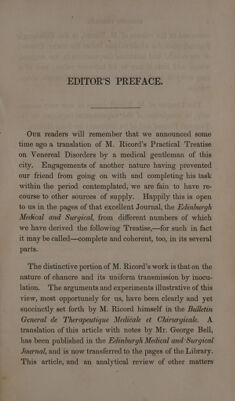 EDITOR'S PREFACE.
Our readers will remember that we announced some
time ago a translation of M. Ricord's Practical Treatise
on Venereal Disorders by a medical gentleman of this
city. Engagements of another nature having prevented
our friend from going on with and completing his task
within the period contemplated, we are fain to have re-
course to other sources of supply. Happily this is open
to us in the pages of that excellent Journal, the Edinburgh
Medical and Surgical, from different numbers of which
we have derived the following Treatise,—for such in fact
it may be called—complete and coherent, too, in its several
parts.
The distinctive portion of M. Ricord's work is that on the
nature of chancre and its uniform transmission by inocu-
lation. The arguments and experiments illustrative of this
view, most opportunely for us, have been clearly and yet
succinctly set forth by M. Ricord himself in the Bulletin
General de Therapeutique Medicale et Chirurgicale. A
translation of this article with notes by Mr. George Bell,
has been published in the Edinburgh Medical and Surgical
Journal, and is now transferred to the pages of the Library.
This article, and an analytical review of other matters